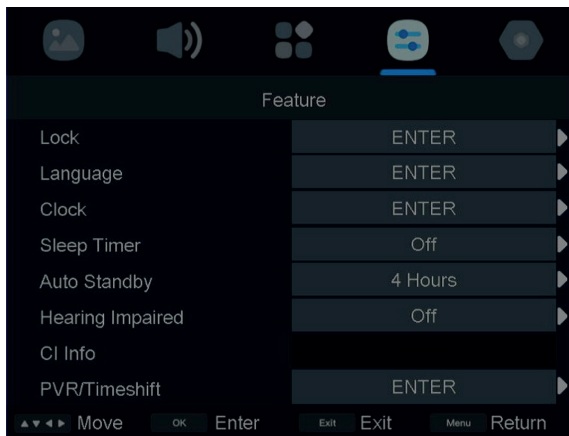 Feature
Lock ENTER
Language ENTER
Clock ENTER
Sleep Timer Off
Auto Standby 4 Hours
Hearing Impaired Off
CI Info
PVR/Timeshift ENTER
Move OK Enter Exit Exit Menu Return